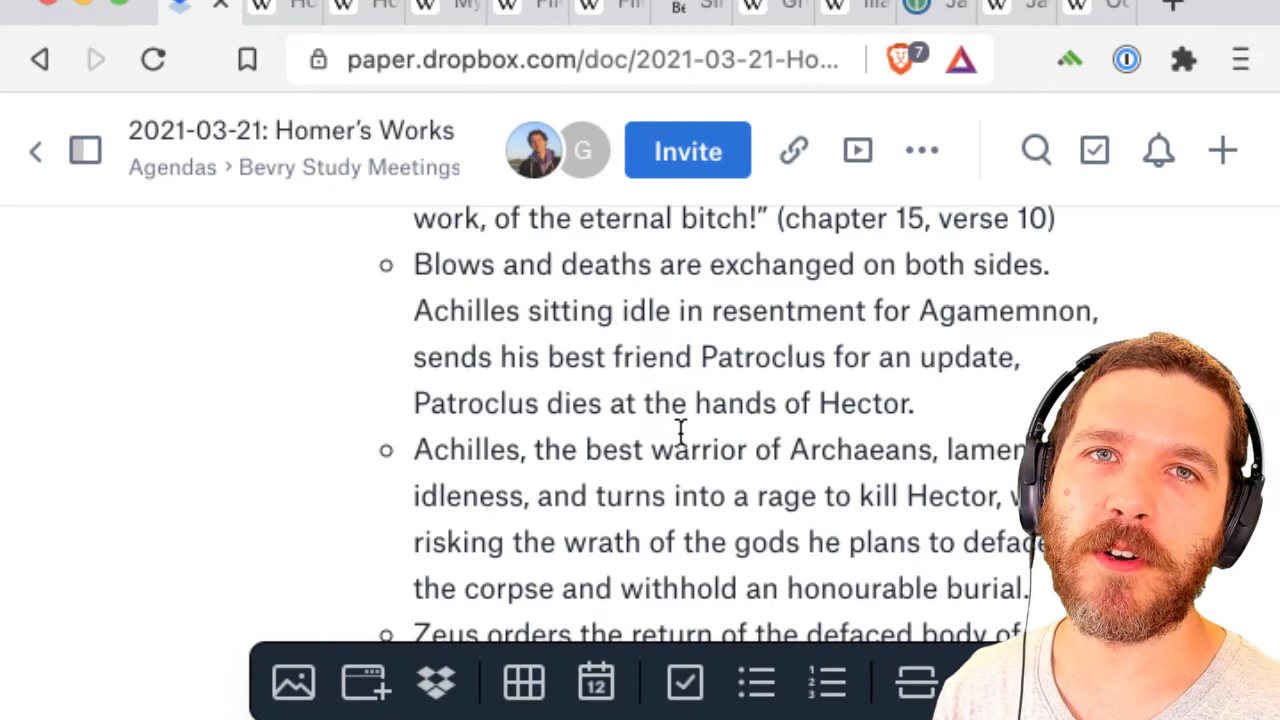 paper.dropbox.com/doc/2021-03-21-Ho...
7
2021-03-21: Homer's Works
Agendas > Bevry Study Meetings
G
Invite
work, of the eternal bitch!” (chapter 15, verse 10)
Blows and deaths are exchanged on both sides.
Achilles sitting idle in resentment for Agamemnon,
sends his best friend Patroclus for an update,
Patroclus dies at the hands of Hector.
Achilles, the best warrior of Archaeans, lamen
idleness, and turns into a rage to kill Hector, w
risking the wrath of the gods he plans to deface
the corpse and withhold an honourable burial.
Zeus orders the return of the defaced body of
12